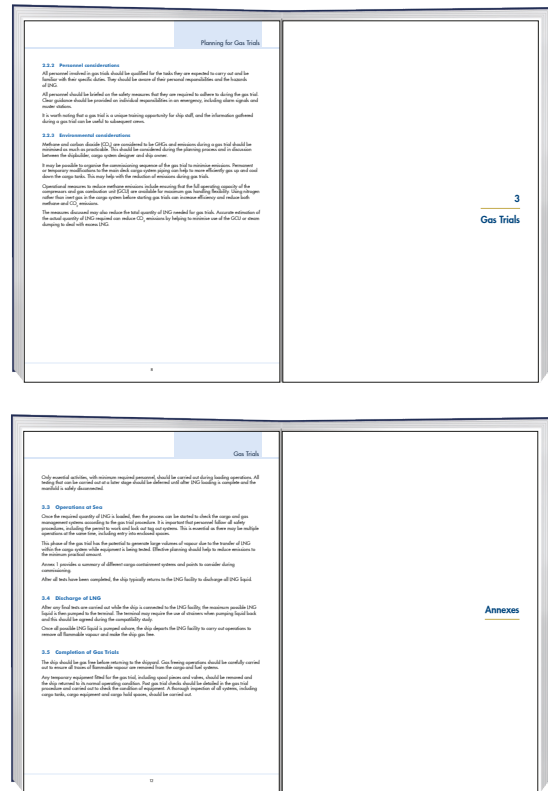 Planning for Gas Trials
2.2.2 Personnel considerations
All personnel involved in gas trials should be qualified for the tasks they are expected to carry out and be
familiar with their specific duties. They should be aware of their personal responsibilities and the hazards
of LNG.
All personnel should be briefed on the safety measures that they are required to adhere to during the gas trial.
Clear guidance should be provided on individual responsibilities in an emergency, including alarm signals and
muster stations.
It is worth noting that a gas trial is a unique training opportunity for ship staff, and the information gathered
during a gas trial can be useful to subsequent crews.
2.2.3 Environmental considerations
Methane and carbon dioxide (CO₂) are considered to be GHGs and emissions during a gas trial should be
minimised as much as practicable. This should be considered during the planning process and in discussion
between the shipbuilder, cargo system designer and ship owner.
It may be possible to organise the commissioning sequence of the gas trial to minimise emissions. Permanent
or temporary modifications to the main deck cargo system piping can help to more efficiently gas up and cool
down the cargo tanks. This may help with the reduction of emissions during gas trials.
Operational measures to reduce methane emissions include ensuring that the full operating capacity of the
compressors and gas combustion unit (GCU) are available for maximum gas handling flexibility. Using nitrogen
rather than inert gas in the cargo system before starting gas trials can increase efficiency and reduce both
methane and CO₂ emissions.
The measures discussed may also reduce the total quantity of LNG needed for gas trials. Accurate estimation of
the actual quantity of LNG required can reduce CO₂ emissions by helping to minimise use of the GCU or steam
dumping to deal with excess LNG.
3
Gas Trials
Gas Trials
Only essential activities, with minimum required personnel, should be carried out during loading operations. All
testing that can be carried out at a later stage should be deferred until after LNG loading is complete and the
manifold is safely disconnected.
3.3 Operations at Sea
Once the required quantity of LNG is loaded, then the process can be started to check the cargo and gas
management systems according to the gas trial procedure. It is important that personnel follow all safety
procedures, including the permit to work and lock out tag out systems. This is essential as there may be multiple
operations at the same time, including entry into enclosed spaces.
This phase of the gas trial has the potential to generate large volumes of vapour due to the transfer of LNG
within the cargo system while equipment is being tested. Effective planning should help to reduce emissions to
the minimum practical amount.
Annex 1 provides a summary of different cargo containment systems and points to consider during
commissioning.
After all tests have been completed, the ship typically returns to the LNG facility to discharge all LNG liquid.
3.4 Discharge of LNG
After any final tests are carried out while the ship is connected to the LNG facility, the maximum possible LNG
liquid is then pumped to the terminal. The terminal may require the use of strainers when pumping liquid back
and this should be agreed during the compatibility study.
Once all possible LNG liquid is pumped ashore, the ship departs the LNG facility to carry out operations to
remove all flammable vapour and make the ship gas free.
3.5 Completion of Gas Trials
The ship should be gas free before returning to the shipyard. Gas freeing operations should be carefully carried
out to ensure all traces of flammable vapour are removed from the cargo and fuel systems.
Any temporary equipment fitted for the gas trial, including spool pieces and valves, should be removed and
the ship returned to its normal operating condition. Post gas trial checks should be detailed in the gas trial
procedure and carried out to check the condition of equipment. A thorough inspection of all systems, including
cargo tanks, cargo equipment and cargo hold spaces, should be carried out.
Annexes